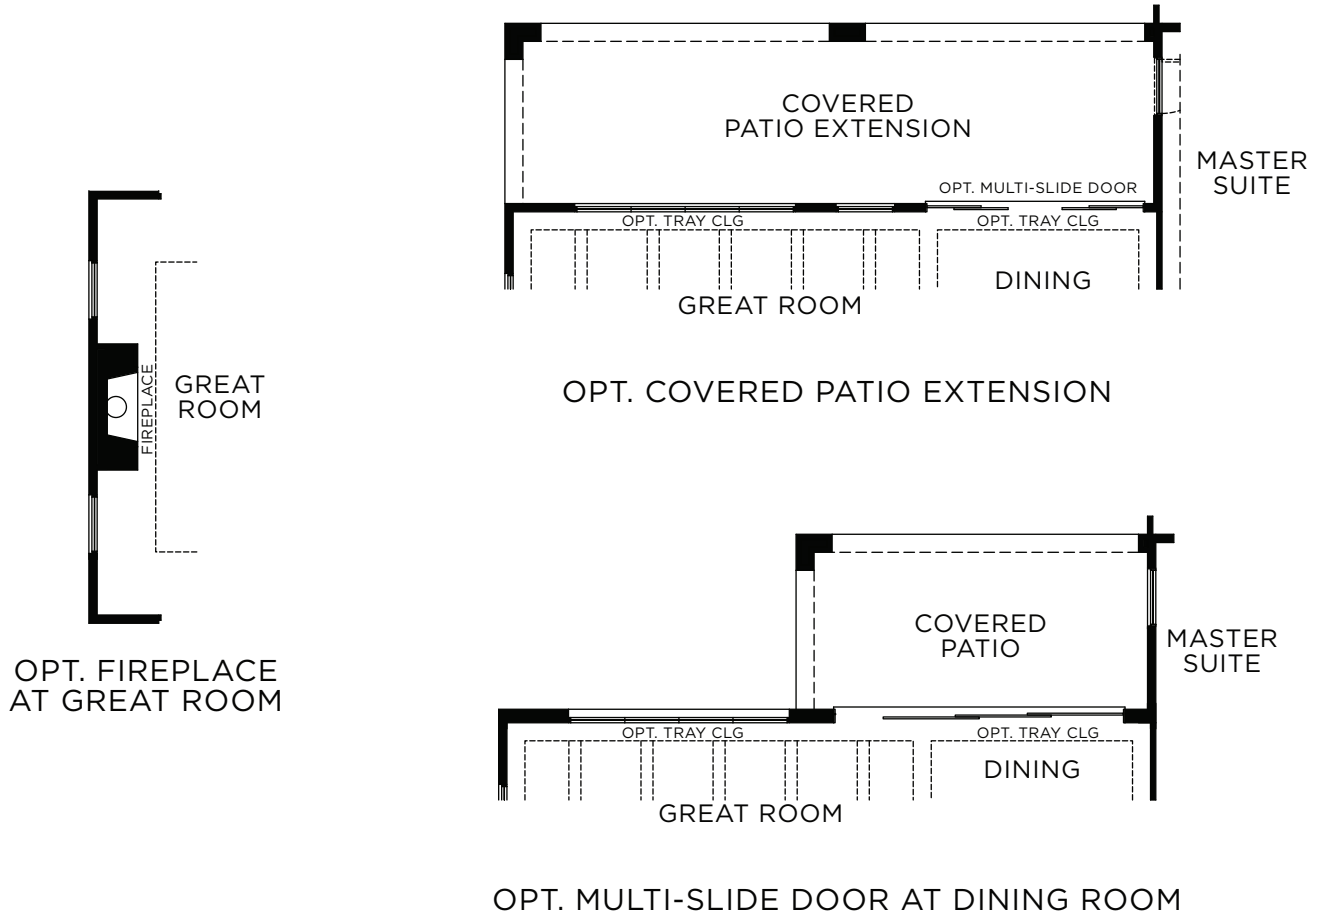 FIREPLACE
GREAT
ROOM
OPT. FIREPLACE
AT GREAT ROOM
COVERED
PATIO EXTENSION
MASTER
SUITE
OPT. MULTI-SLIDE DOOR
OPT. TRAY CLG
OPT. TRAY CLG
DINING
GREAT ROOM
OPT. COVERED PATIO EXTENSION
COVERED
PATIO
MASTER
SUITE
OPT. TRAY CLG
OPT. TRAY CLG
DINING
GREAT ROOM
OPT. MULTI-SLIDE DOOR AT DINING ROOM